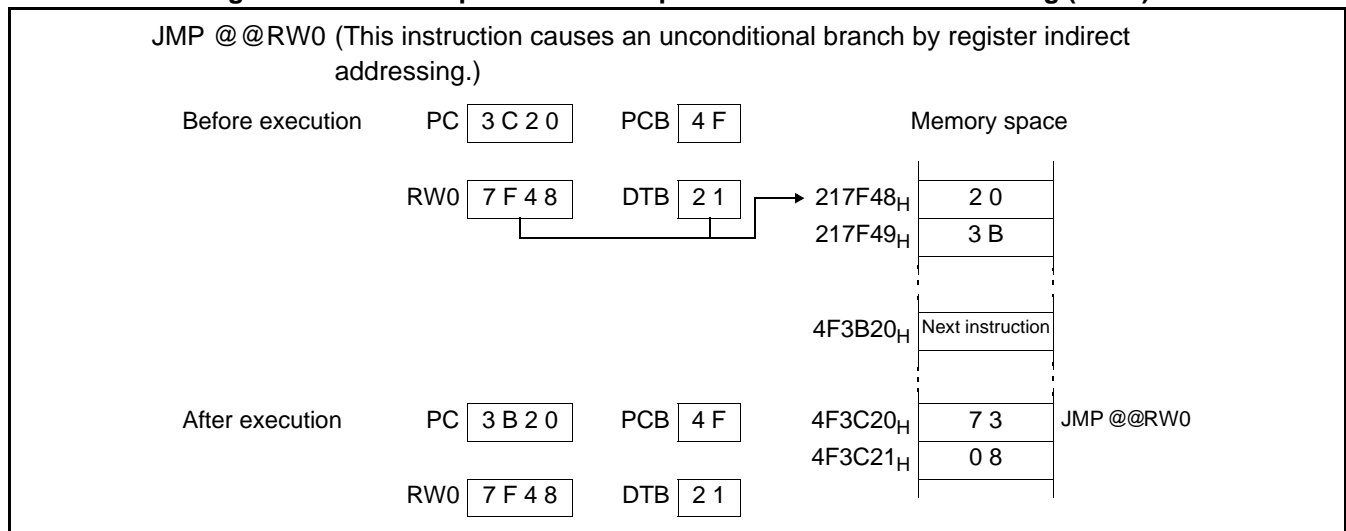 JMP @@RW0 (This instruction causes an unconditional branch by register indirect
addressing.)
Before execution PC 3C20 PCB 4F Memory space
RW0 7F48 DTB 21 217F48H 20
217F49H 3B
4F3B20H Next instruction
After execution PC 3B20 PCB 4F 4F3C20H 73 JMP @@RW0
4F3C21H 08
RW0 7F48 DTB 21